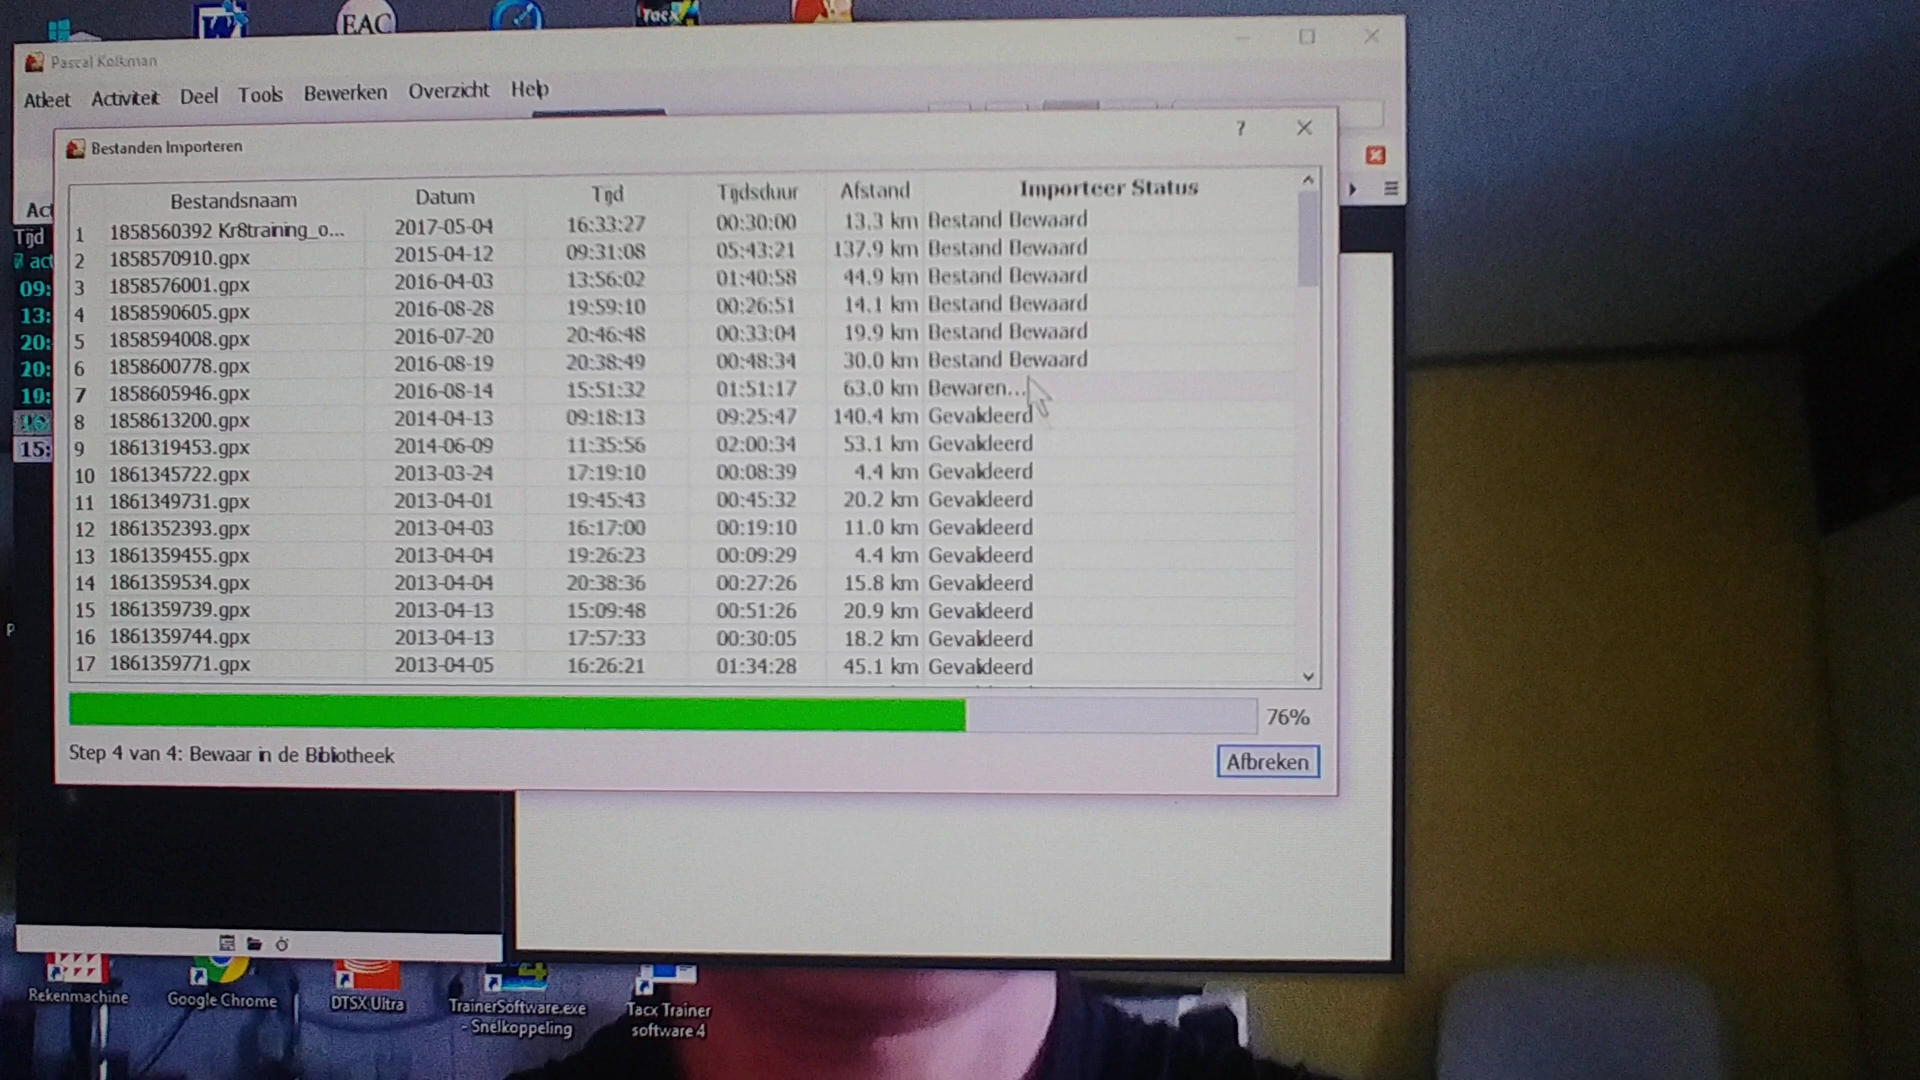 EAC
Tacx
Pascal Kolkman
Atleet Activiteit Deel Tools Bewerken Overzicht Help
Bestanden Importeren ?
Bestandsnaam Datum Tijd Tijdsduur Afstand Importeer Status
1 1858560392 Kr8training_o... 2017-05-04 16:33:27 00:30:00 13.3 km Bestand Bewaard
2 1858570910.gpx 2015-04-12 09:31:08 05:43:21 137.9 km Bestand Bewaard
3 1858576001.gpx 2016-04-03 13:56:02 01:40:58 44.9 km Bestand Bewaard
4 1858590605.gpx 2016-08-28 19:59:10 00:26:51 14.1 km Bestand Bewaard
5 1858594008.gpx 2016-07-20 20:46:48 00:33:04 19.9 km Bestand Bewaard
6 1858600778.gpx 2016-08-19 20:38:49 00:48:34 30.0 km Bestand Bewaard
7 1858605946.gpx 2016-08-14 15:51:32 01:51:17 63.0 km Bewaren...
8 1858613200.gpx 2014-04-13 09:18:13 09:25:47 140.4 km Gevalideerd
9 1861319453.gpx 2014-06-09 11:35:56 02:00:34 53.1 km Gevalideerd
10 1861345722.gpx 2013-03-24 17:19:10 00:08:39 4.4 km Gevalideerd
11 1861349731.gpx 2013-04-01 19:45:43 00:45:32 20.2 km Gevalideerd
12 1861352393.gpx 2013-04-03 16:17:00 00:19:10 11.0 km Gevalideerd
13 1861359455.gpx 2013-04-04 19:26:23 00:09:29 4.4 km Gevalideerd
14 1861359534.gpx 2013-04-04 20:38:36 00:27:26 15.8 km Gevalideerd
15 1861359739.gpx 2013-04-13 15:09:48 00:51:26 20.9 km Gevalideerd
16 1861359744.gpx 2013-04-13 17:57:33 00:30:05 18.2 km Gevalideerd
17 1861359771.gpx 2013-04-05 16:26:21 01:34:28 45.1 km Gevalideerd
76%
Step 4 van 4: Bewaar in de Bibliotheek
Afbreken
Act
Tijd
act
09:
13:
20:
20:
19:
16:
15:
P
Rekenmachine
Google Chrome
DTSX Ultra
TrainerSoftware.exe
- Snelkoppeling
Tacx Trainer
software 4